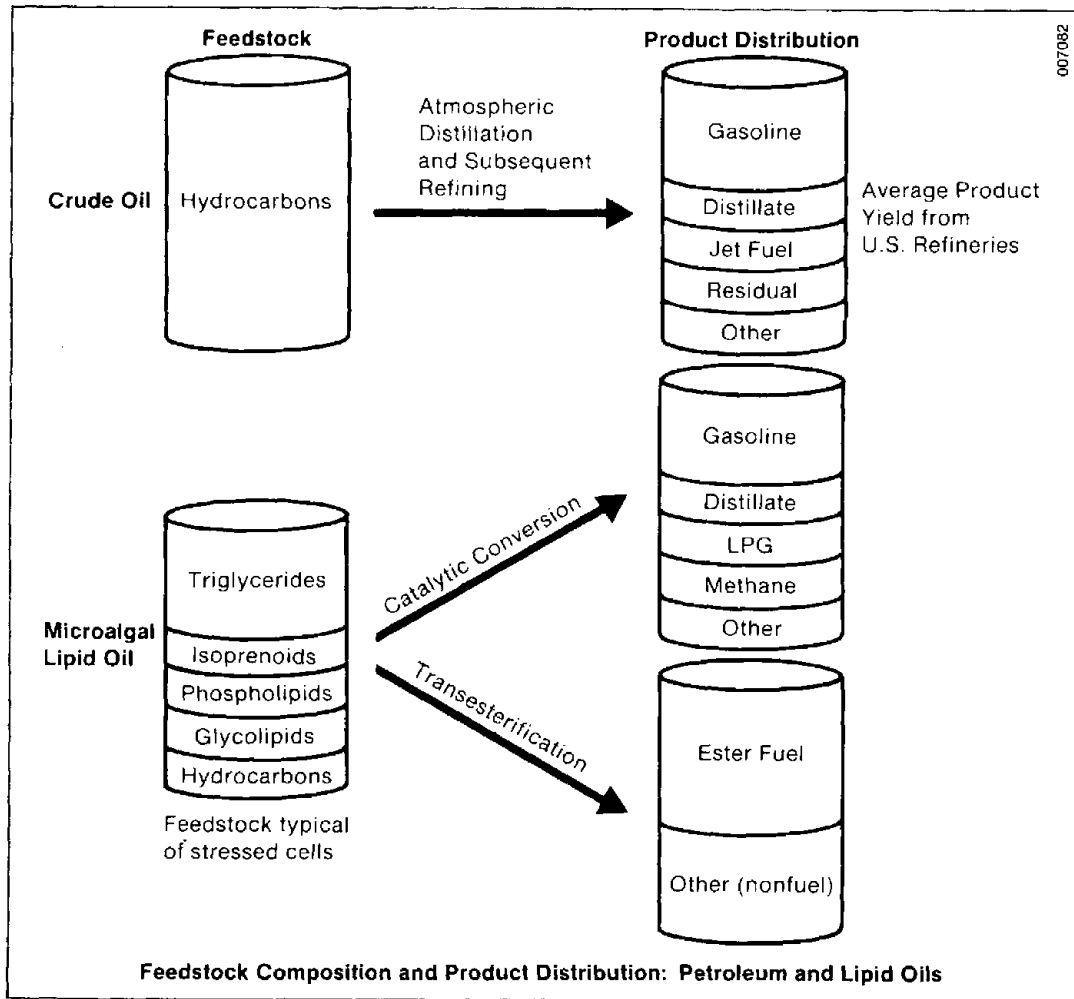 007082
Feedstock
Product Distribution
Crude Oil
Hydrocarbons
Atmospheric
Distillation
and Subsequent
Refining
Gasoline
Distillate
Jet Fuel
Residual
Other
Average Product
Yield from
U.S. Refineries
Microalgal
Lipid Oil
Triglycerides
Isoprenoids
Phospholipids
Glycolipids
Hydrocarbons
Feedstock typical
of stressed cells
Catalytic Conversion
Gasoline
Distillate
LPG
Methane
Other
Transesterification
Ester Fuel
Other (nonfuel)
Feedstock Composition and Product Distribution: Petroleum and Lipid Oils